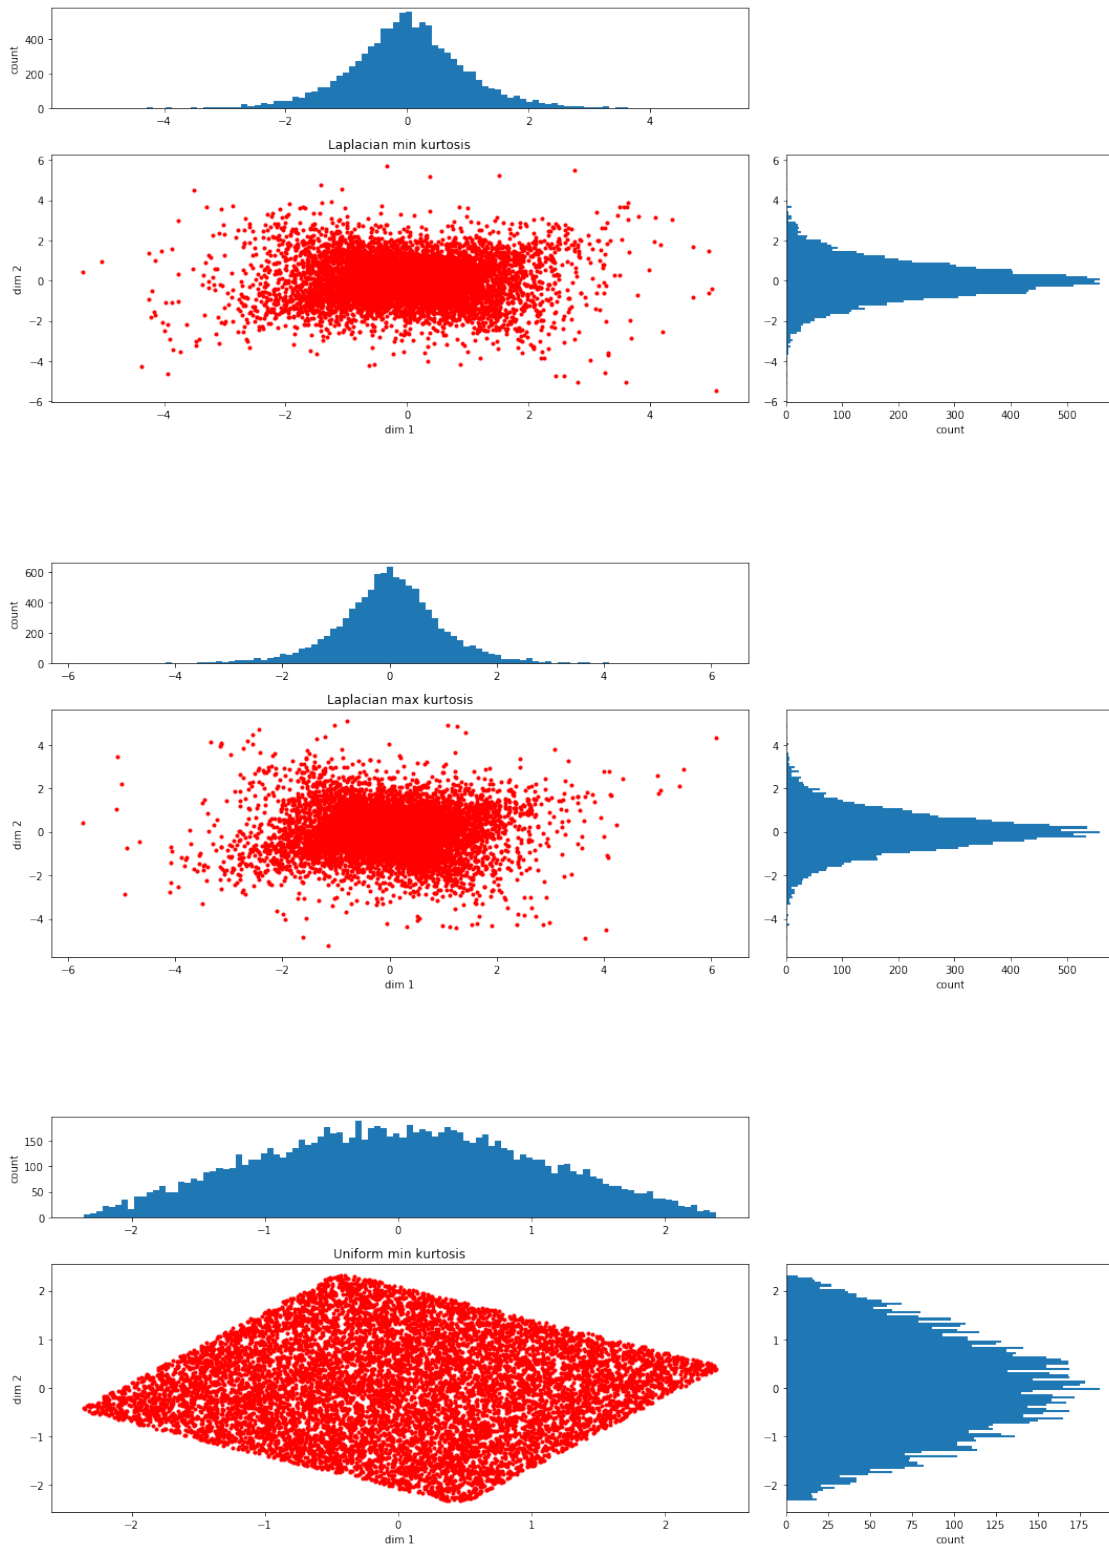 400
200
0
count
−4 −2 0 2 4
Laplacian min kurtosis
6
4
2
0
−2
−4
−6
dim 2
−4 −2 0 2 4
dim 1
6
4
2
0
−2
−4
−6
0 100 200 300 400 500
count
600
400
200
0
count
−6 −4 −2 0 2 4 6
Laplacian max kurtosis
4
2
0
−2
−4
dim 2
−6 −4 −2 0 2 4 6
dim 1
4
2
0
−2
−4
0 100 200 300 400 500
count
150
100
50
0
count
−2 −1 0 1 2
Uniform min kurtosis
2
1
0
−1
−2
dim 2
−2 −1 0 1 2
dim 1
2
1
0
−1
−2
0 25 50 75 100 125 150 175
count